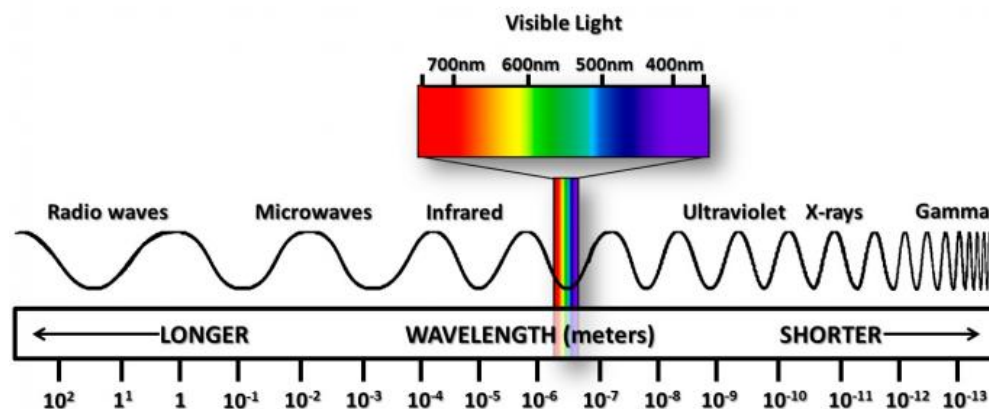 Visible Light
700nm 600nm 500nm 400nm
Radio waves Microwaves Infrared Ultraviolet X-rays Gamma
LONGER WAVELENGTH (meters) SHORTER
10² 1¹ 1 10⁻¹ 10⁻² 10⁻³ 10⁻⁴ 10⁻⁵ 10⁻⁶ 10⁻⁷ 10⁻⁸ 10⁻⁹ 10⁻¹⁰ 10⁻¹¹ 10⁻¹² 10⁻¹³